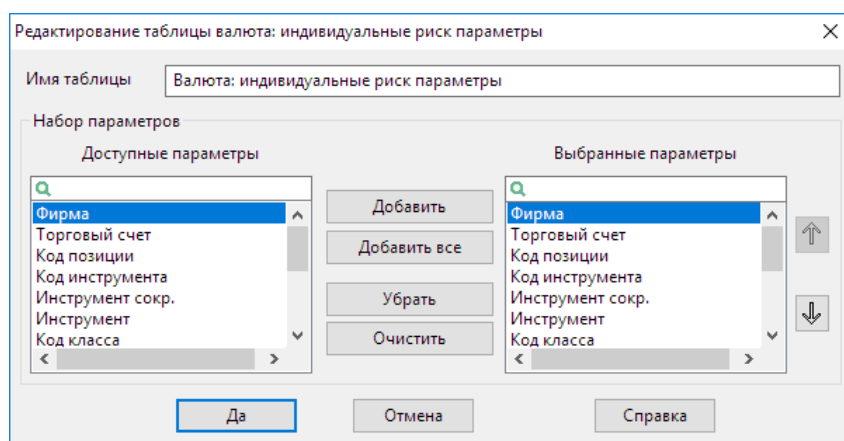 Редактирование таблицы валюта: индивидуальные риск параметры
Имя таблицы
Валюта: индивидуальные риск параметры
Набор параметров
Доступные параметры
Фирма
Торговый счет
Код позиции
Код инструмента
Инструмент сокр.
Инструмент
Код класса
Добавить
Добавить все
Убрать
Очистить
Выбранные параметры
Фирма
Торговый счет
Код позиции
Код инструмента
Инструмент сокр.
Инструмент
Код класса
Да
Отмена
Справка